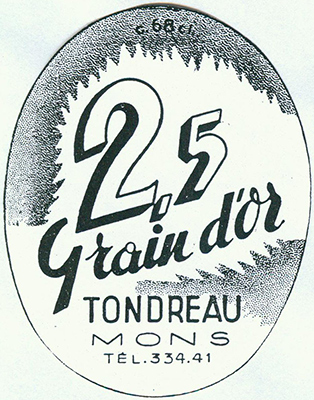 c. 68 cl.
2,5
Grain d'or
TONDREAU
MONS
TÉL. 334.41